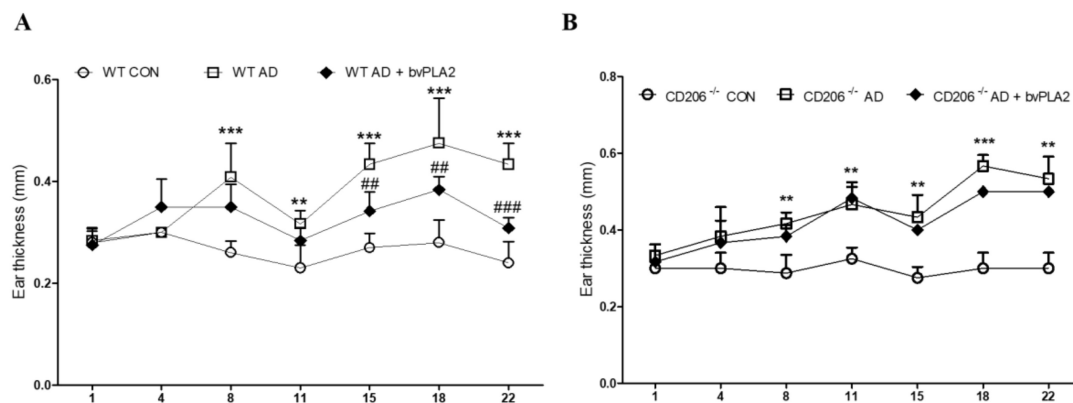 A
WT CON WT AD WT AD + bvPLA2
Ear thickness (mm)
0.6
0.4
0.2
0.0
***
**
***
***
***
##
##
###
1 4 8 11 15 18 22
B
CD206 -/- CON CD206 -/- AD CD206 -/- AD + bvPLA2
Ear thickness (mm)
0.8
0.6
0.4
0.2
0.0
**
**
**
***
**
1 4 8 11 15 18 22